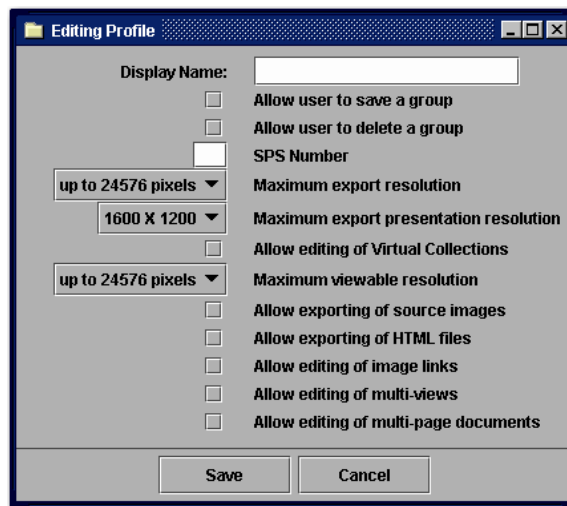 Editing Profile
Display Name:
Allow user to save a group
Allow user to delete a group
SPS Number
up to 24576 pixels Maximum export resolution
1600 X 1200 Maximum export presentation resolution
Allow editing of Virtual Collections
up to 24576 pixels Maximum viewable resolution
Allow exporting of source images
Allow exporting of HTML files
Allow editing of image links
Allow editing of multi-views
Allow editing of multi-page documents
Save Cancel